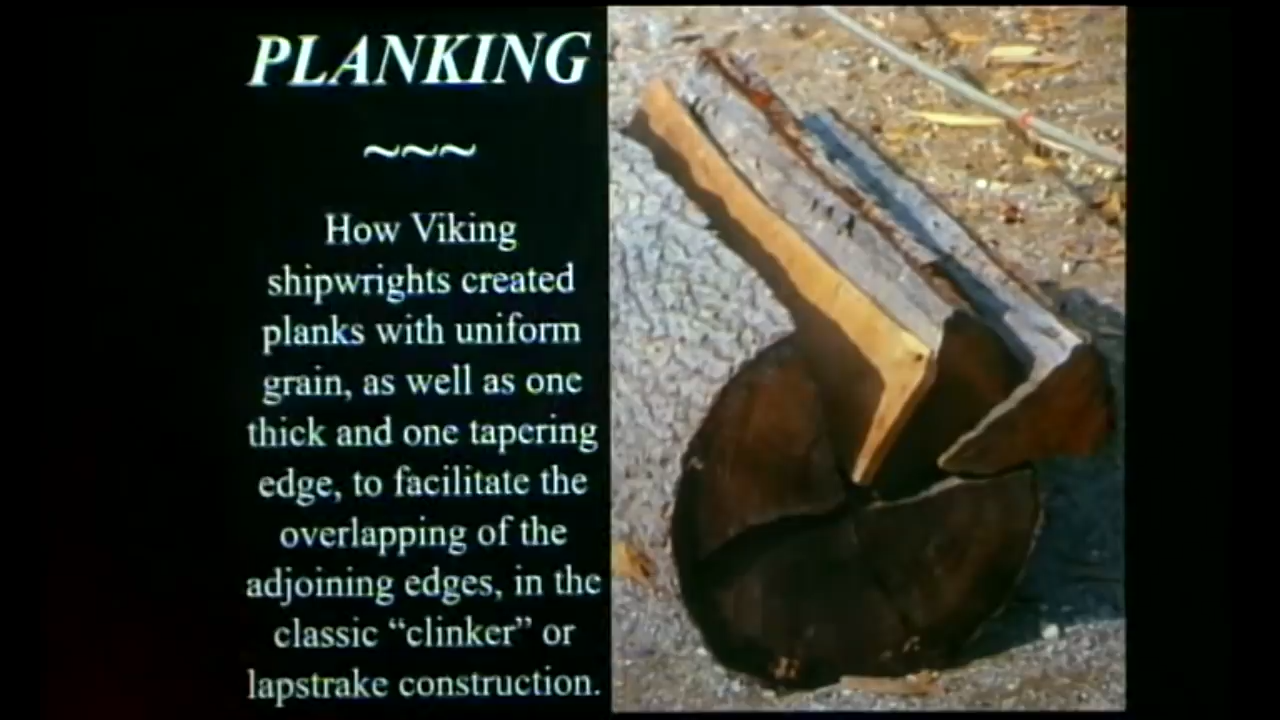 PLANKING
~~~
How Viking
shipwrights created
planks with uniform
grain, as well as one
thick and one tapering
edge, to facilitate the
overlapping of the
adjoining edges, in the
classic “clinker” or
lapstrake construction.